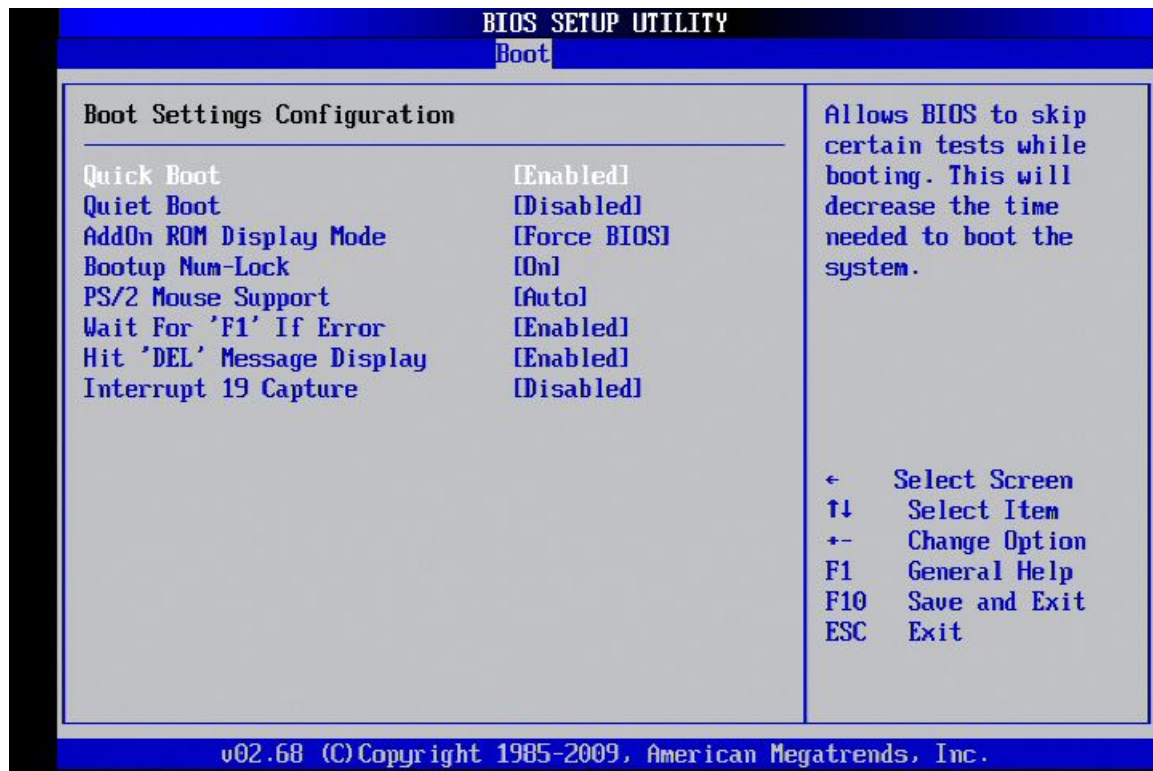 BIOS SETUP UTILITY
Boot
Boot Settings Configuration
Quick Boot [Enabled]
Quiet Boot [Disabled]
AddOn ROM Display Mode [Force BIOS]
Bootup Num-Lock [On]
PS/2 Mouse Support [Auto]
Wait For 'F1' If Error [Enabled]
Hit 'DEL' Message Display [Enabled]
Interrupt 19 Capture [Disabled]
Allows BIOS to skip
certain tests while
booting. This will
decrease the time
needed to boot the
system.
← Select Screen
↑↓ Select Item
+- Change Option
F1 General Help
F10 Save and Exit
ESC Exit
v02.68 (C)Copyright 1985-2009, American Megatrends, Inc.